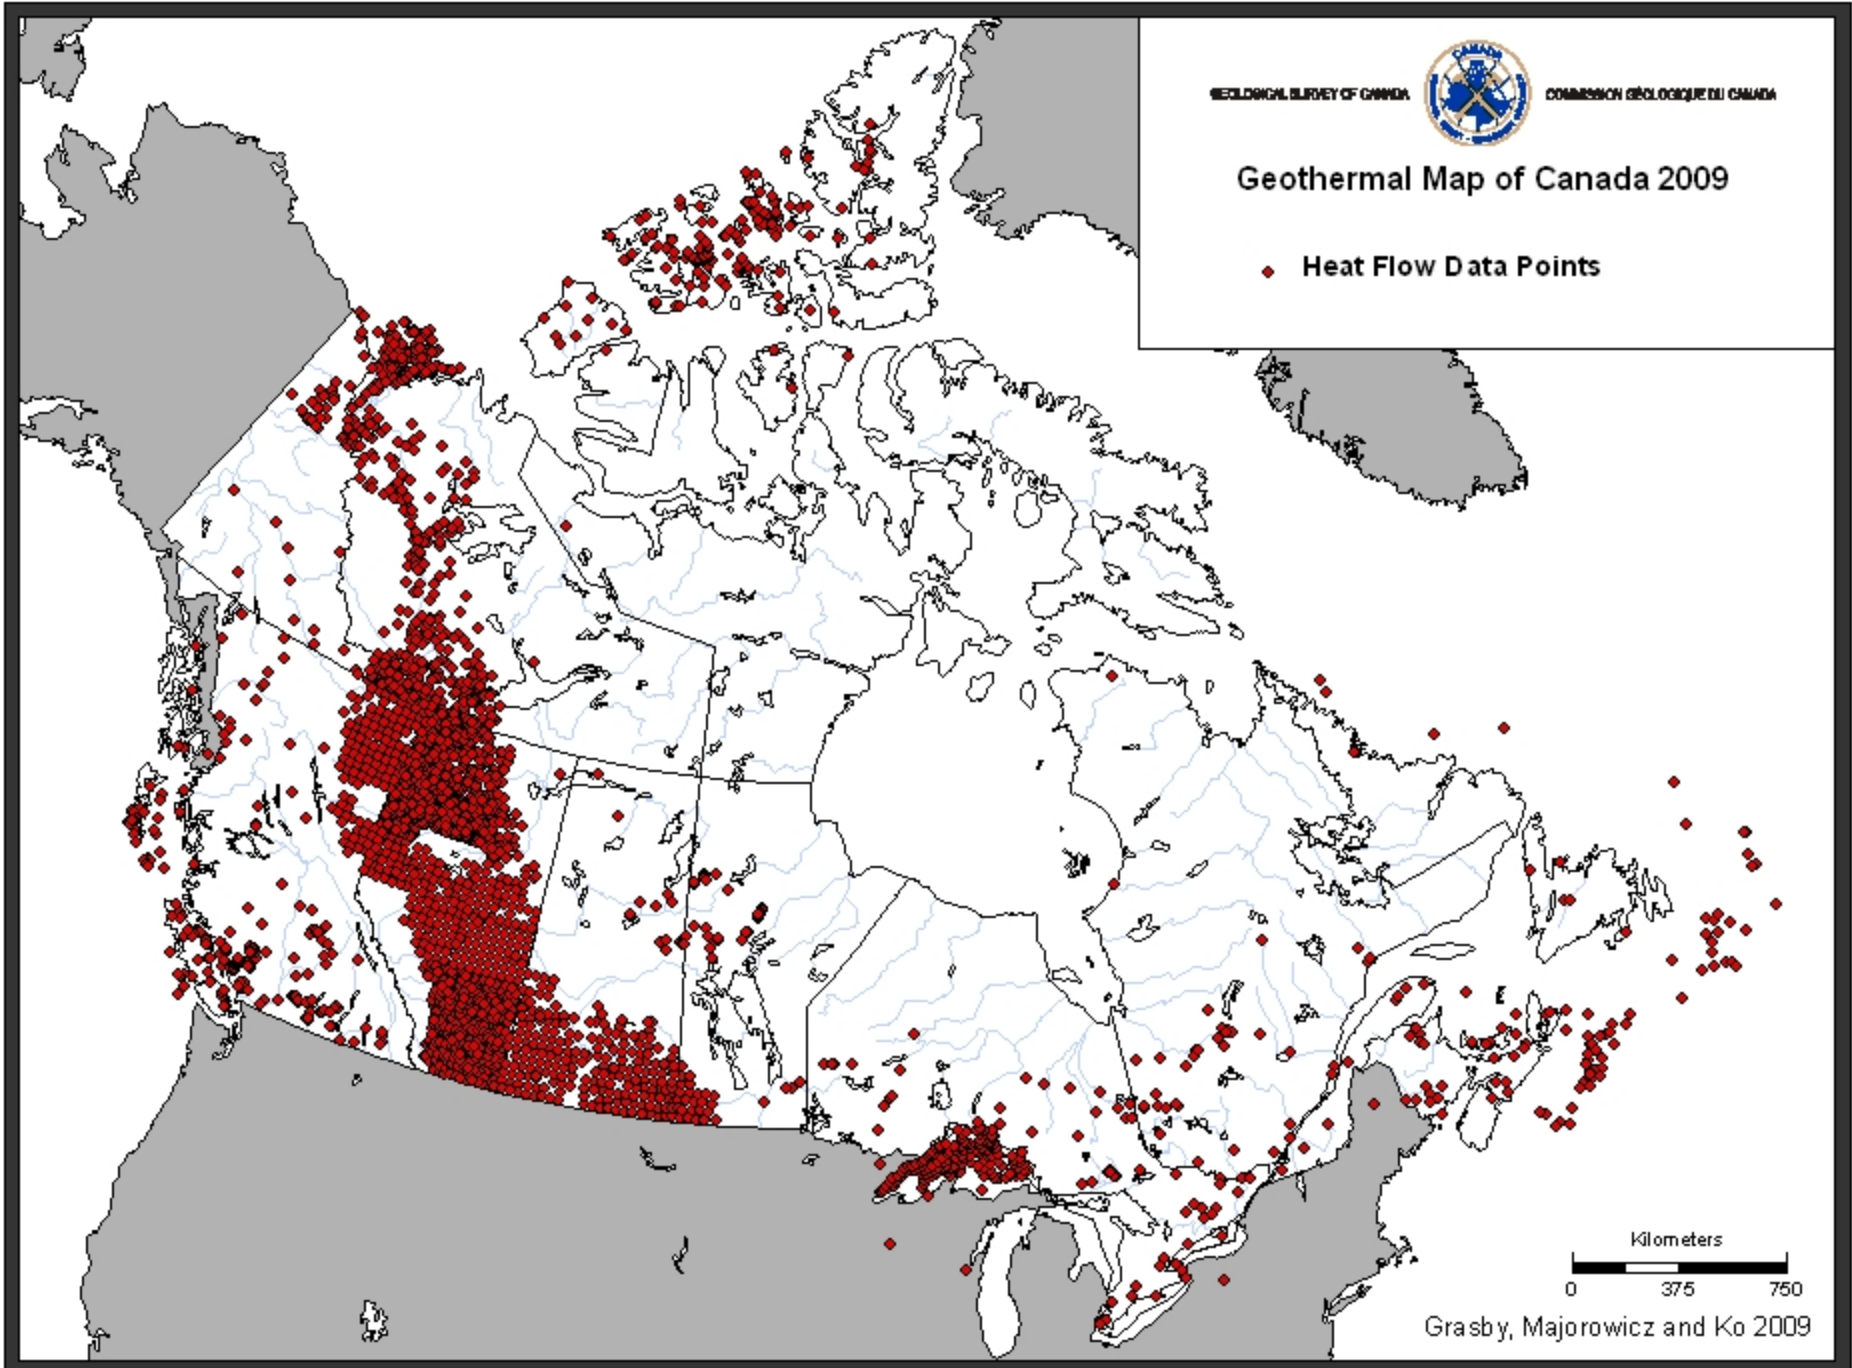 GEOLOGICAL SURVEY OF CANADA
CANADA
COMMISSION GÉOLOGIQUE DU CANADA
Geothermal Map of Canada 2009
Heat Flow Data Points
Kilometers
0 375 750
Grasby, Majorowicz and Ko 2009